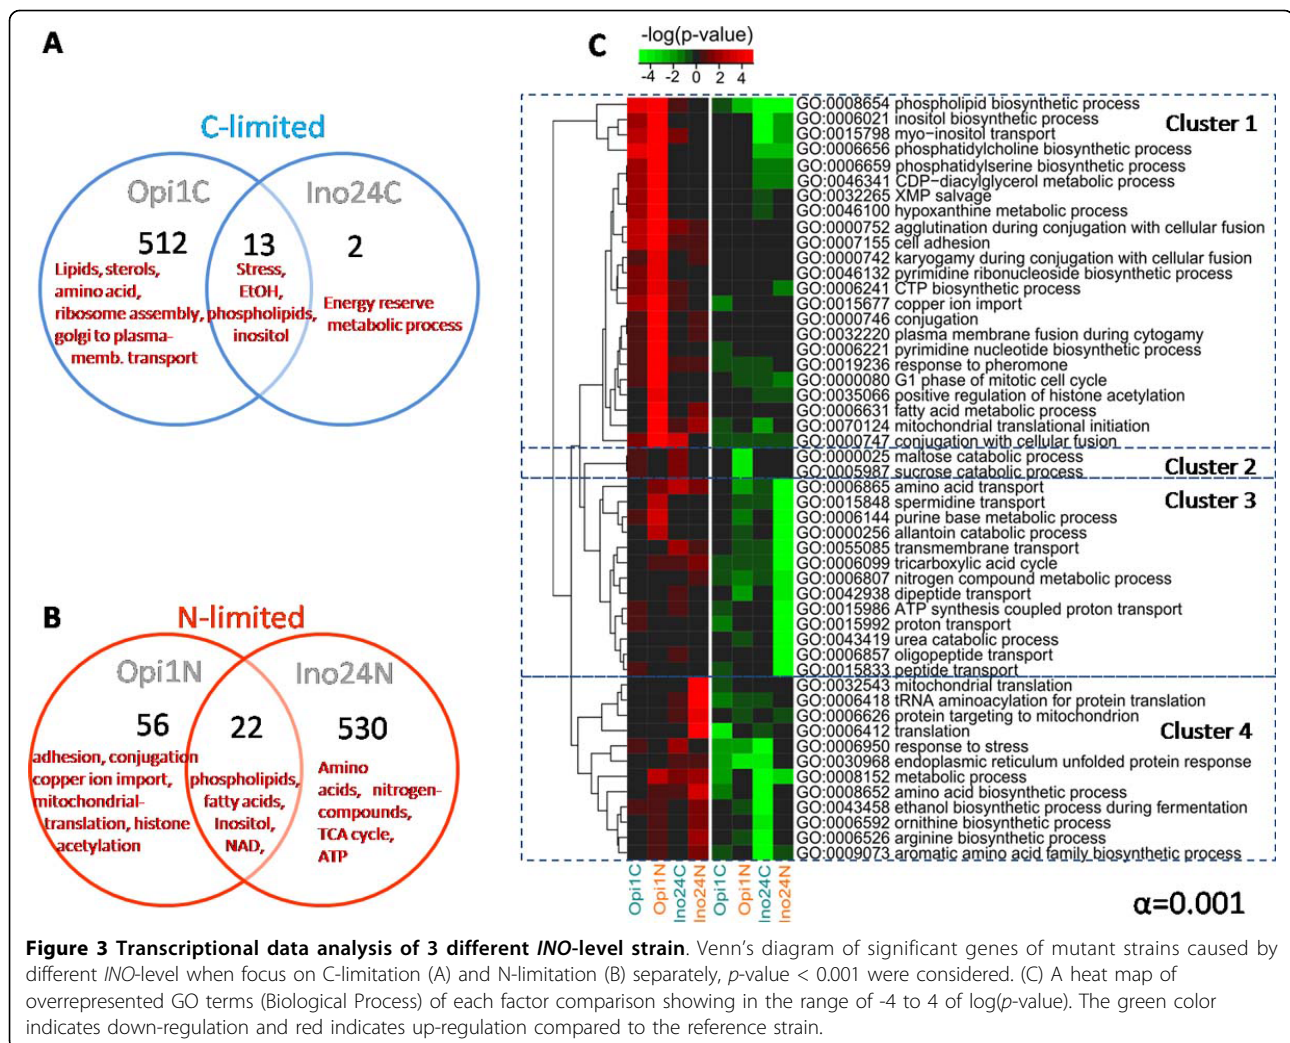 A
C-limited
Opi1C
Ino24C
512
13
2
Lipids, sterols,
amino acid,
ribosome assembly,
golgi to plasma-
memb. transport
Stress,
EtOH,
phospholipids,
inositol
Energy reserve
metabolic process
B
N-limited
Opi1N
Ino24N
56
22
530
adhesion, conjugation
copper ion import,
mitochondrial-
translation, histone
acetylation
phospholipids,
fatty acids,
Inositol,
NAD,
Amino
acids, nitrogen-
compounds,
TCA cycle,
ATP
C
-log(p-value)
-4 -2 0 2 4
GO:0008654 phospholipid biosynthetic process
GO:0006021 inositol biosynthetic process
Cluster 1
GO:0015798 myo-inositol transport
GO:0006656 phosphatidylcholine biosynthetic process
GO:0006659 phosphatidylserine biosynthetic process
GO:0046341 CDP-diacylglycerol metabolic process
GO:0032265 XMP salvage
GO:0046100 hypoxanthine metabolic process
GO:0000752 agglutination during conjugation with cellular fusion
GO:0007155 cell adhesion
GO:0000742 karyogamy during conjugation with cellular fusion
GO:0046132 pyrimidine ribonucleoside biosynthetic process
GO:0006241 CTP biosynthetic process
GO:0015677 copper ion import
GO:0000746 conjugation
GO:0032220 plasma membrane fusion during cytogamy
GO:0006221 pyrimidine nucleotide biosynthetic process
GO:0019236 response to pheromone
GO:0000080 G1 phase of mitotic cell cycle
GO:0035066 positive regulation of histone acetylation
GO:0006631 fatty acid metabolic process
GO:0070124 mitochondrial translational initiation
GO:0000747 conjugation with cellular fusion
GO:0000025 maltose catabolic process
GO:0005987 sucrose catabolic process
Cluster 2
GO:0006865 amino acid transport
GO:0015848 spermidine transport
Cluster 3
GO:0006144 purine base metabolic process
GO:0000256 allantoin catabolic process
GO:0055085 transmembrane transport
GO:0006099 tricarboxylic acid cycle
GO:0006807 nitrogen compound metabolic process
GO:0042938 dipeptide transport
GO:0015986 ATP synthesis coupled proton transport
GO:0015992 proton transport
GO:0043419 urea catabolic process
GO:0006857 oligopeptide transport
GO:0015833 peptide transport
GO:0032543 mitochondrial translation
GO:0006418 tRNA aminoacylation for protein translation
GO:0006626 protein targeting to mitochondrion
GO:0006412 translation
Cluster 4
GO:0006950 response to stress
GO:0030968 endoplasmic reticulum unfolded protein response
GO:0008152 metabolic process
GO:0008652 amino acid biosynthetic process
GO:0043458 ethanol biosynthetic process during fermentation
GO:0006592 ornithine biosynthetic process
GO:0006526 arginine biosynthetic process
GO:0009073 aromatic amino acid family biosynthetic process
Opi1C
Opi1N
Ino24C
Ino24N
Opi1C
Opi1N
Ino24C
Ino24N
α=0.001
Figure 3 Transcriptional data analysis of 3 different INO-level strain. Venn's diagram of significant genes of mutant strains caused by
different INO-level when focus on C-limitation (A) and N-limitation (B) separately, p-value < 0.001 were considered. (C) A heat map of
overrepresented GO terms (Biological Process) of each factor comparison showing in the range of -4 to 4 of log(p-value). The green color
indicates down-regulation and red indicates up-regulation compared to the reference strain.